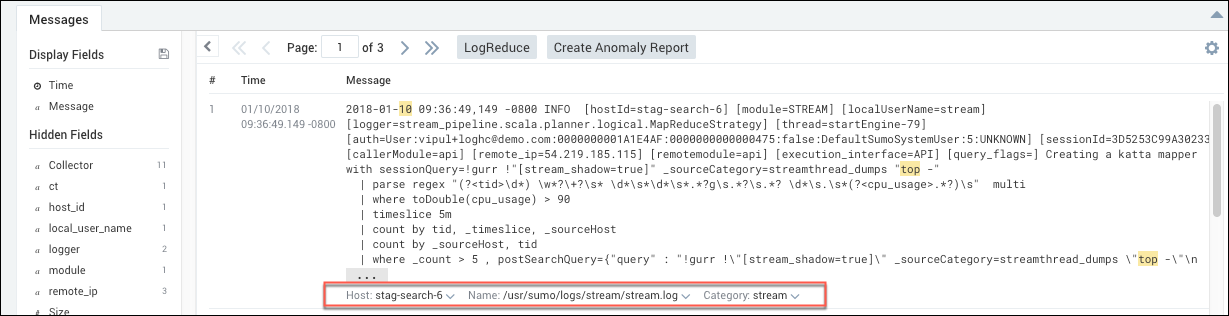 Messages
Display Fields
Time
Message
Hidden Fields
Collector 11
ct 1
host_id 1
local_user_name 1
logger 2
module 1
remote_ip 3
Size
Page: 1 of 3 LogReduce Create Anomaly Report
# Time Message
1 01/10/2018
09:36:49.149 -0800
2018-01-10 09:36:49,149 -0800 INFO [hostId=stag-search-6] [module=STREAM] [localUserName=stream]
[logger=stream_pipeline.scala.planner.logical.MapReduceStrategy] [thread=startEngine-79]
[auth=User:vipul+loghc@demo.com:0000000001A1E4AF:0000000000000475:false:DefaultSumoSystemUser:5:UNKNOWN] [sessionId=3D5253C99A30233
[callerModule=api] [remote_ip=54.219.185.115] [remotemodule=api] [execution_interface=API] [query_flags=] Creating a katta mapper
with sessionQuery=!gurr !"[stream_shadow=true]" _sourceCategory=streamthread_dumps "top -"
| parse regex "(?<tid>\d*) \w*?\+?\s* \d*\s*\d*\s*.*?g\s.*?\s.*? \d*\s.\s*(?<cpu_usage>.*?)\s" multi
| where toDouble(cpu_usage) > 90
| timeslice 5m
| count by tid, _timeslice, _sourceHost
| count by _sourceHost, tid
| where _count > 5 , postSearchQuery={"query" : "!gurr !\"[stream_shadow=true]\" _sourceCategory=streamthread_dumps \"top -\"\n
...
Host: stag-search-6 Name: /usr/sumo/logs/stream/stream.log Category: stream